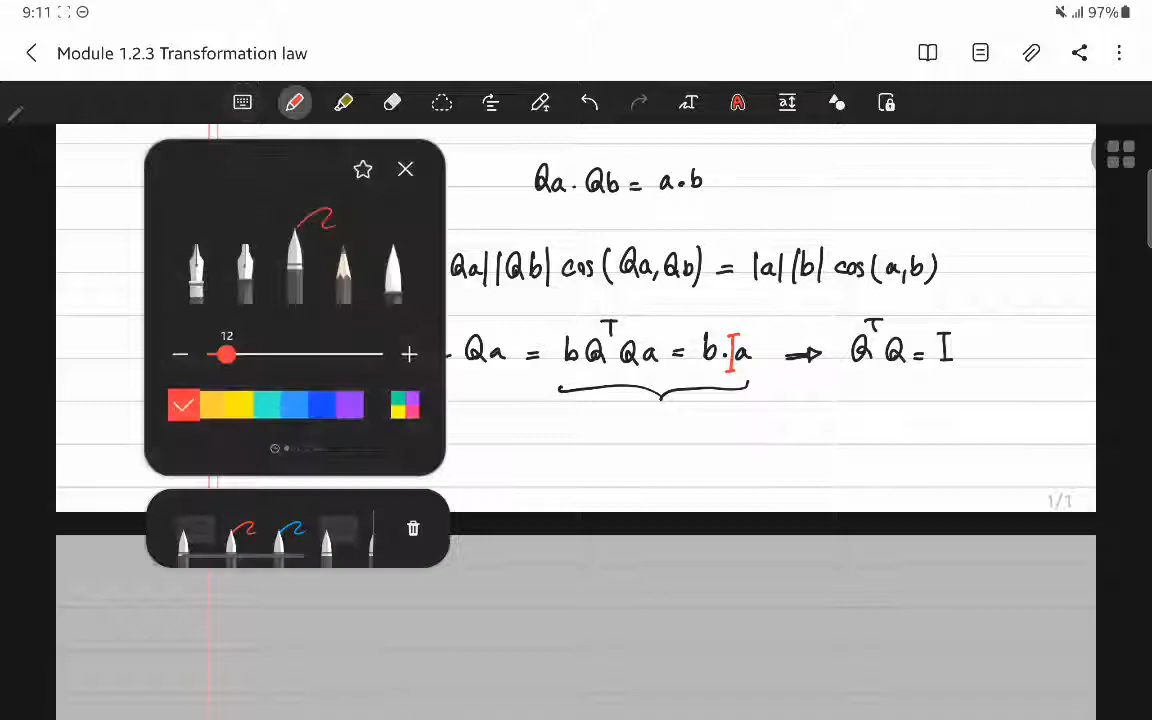 9:11 97%
Module 1.2.3 Transformation law
Qa · Qb = a · b
12
Qa| |Qb| cos(Qa, Qb) = |a| |b| cos(a, b)
· Qa = bQᵀQa = b · Ia ⇒ QᵀQ = I
1/1